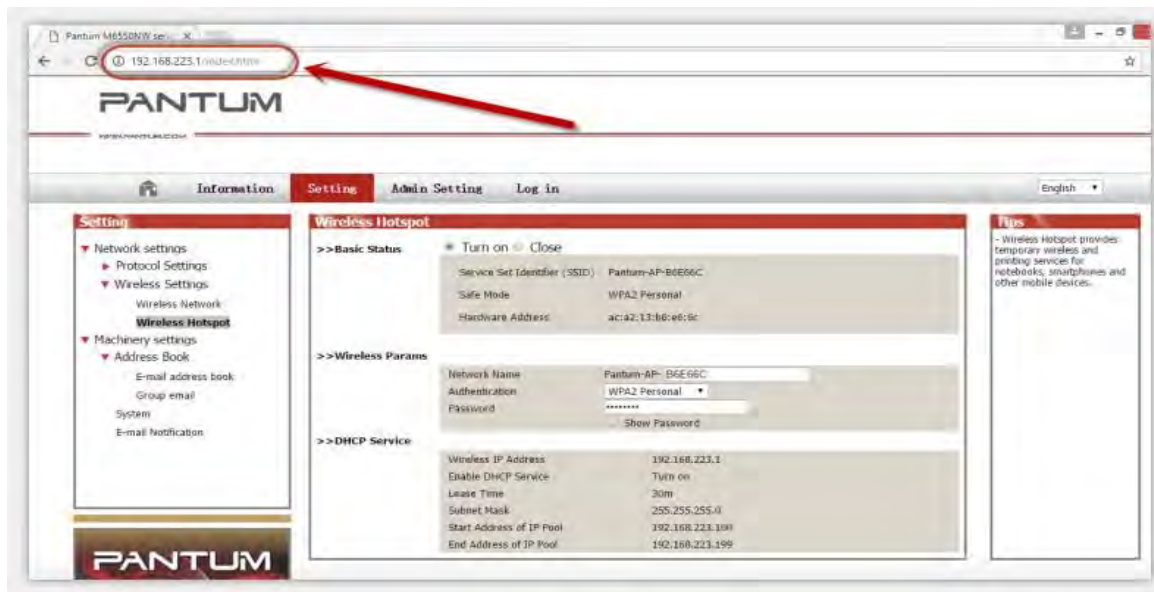 Pantum M6550NW ser
192.168.223.1/index.html
PANTUM
WWW.PANTUM.COM
Information Setting Admin Setting Log in English
Setting
Network settings
Protocol Settings
Wireless Settings
Wireless Network
Wireless Hotspot
Machinery settings
Address Book
E-mail address book
Group email
System
E-mail Notification
PANTUM
Wireless Hotspot
>>Basic Status Turn on Close
Service Set Identifier (SSID) Pantum-AP-B6E66C
Safe Mode WPA2 Personal
Hardware Address ac:a2:13:b6:e6:6c
>>Wireless Params
Network Name Pantum-AP- B6E66C
Authentication WPA2 Personal
Password ••••••••
Show Password
>>DHCP Service
Wireless IP Address 192.168.223.1
Enable DHCP Service Turn on
Lease Time 30m
Subnet Mask 255.255.255.0
Start Address of IP Pool 192.168.223.100
End Address of IP Pool 192.168.223.199
Tips
- Wireless Hotspot provides
temporary wireless and
printing services for
notebooks, smartphones and
other mobile devices.